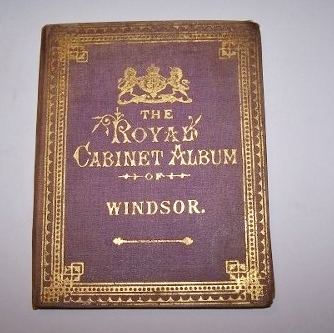 THE
ROYAL
CABINET ALBUM
OF
WINDSOR.